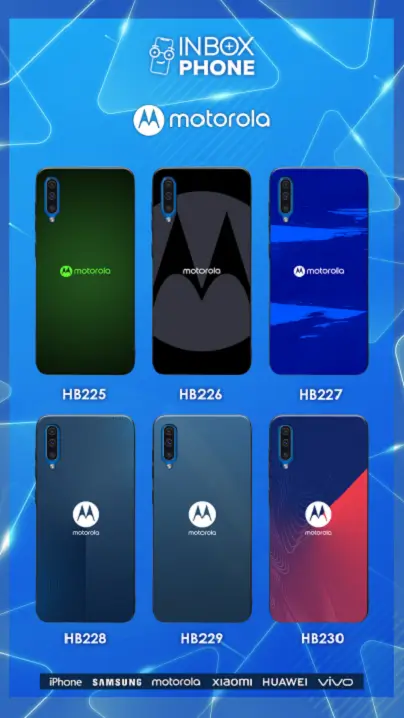 INBOX
PHONE
motorola
motorola
motorola
motorola
HB225 HB226 HB227
motorola
motorola
motorola
HB228 HB229 HB230
iPhone SAMSUNG motorola XIAOMI HUAWEI VIVO